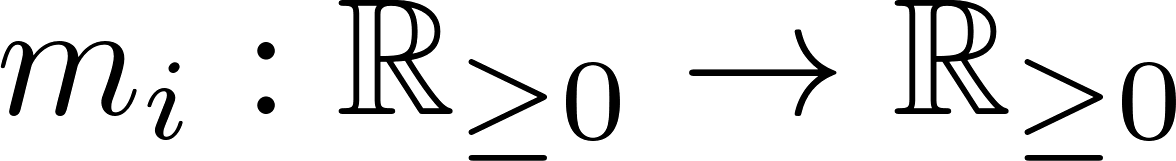 m_i : ℝ_{≥0} → ℝ_{≥0}